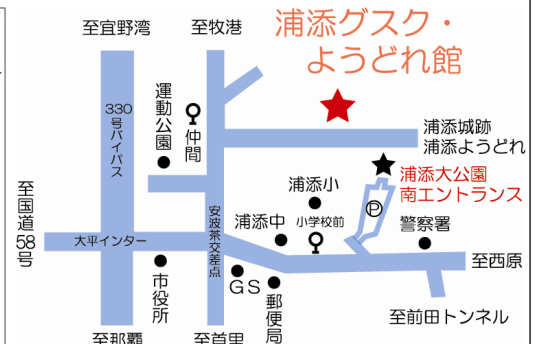 至宜野湾
至牧港
浦添グスク・
ようどれ館
330
号バイパス
運動公園
仲間
浦添城跡
浦添ようどれ
浦添大公園
南エントランス
P
浦添小
小学校前
浦添中
警察署
至国道
58
号
大平インター
安波茶交差点
至西原
市役所
GS
郵便局
至前田トンネル
至那覇
至首里